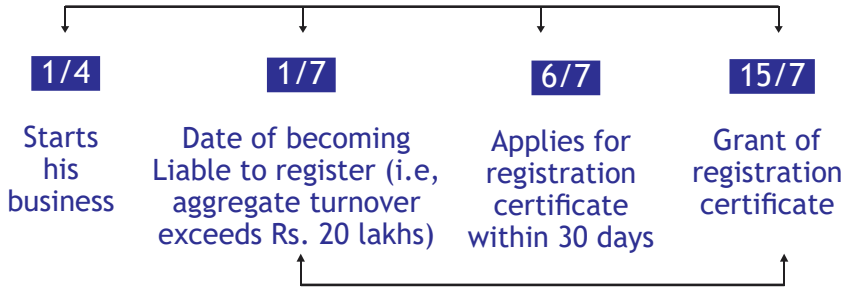 1/4
Starts
his
business
1/7
Date of becoming
Liable to register (i.e,
aggregate turnover
exceeds Rs. 20 lakhs)
6/7
Applies for
registration
certificate
within 30 days
15/7
Grant of
registration
certificate